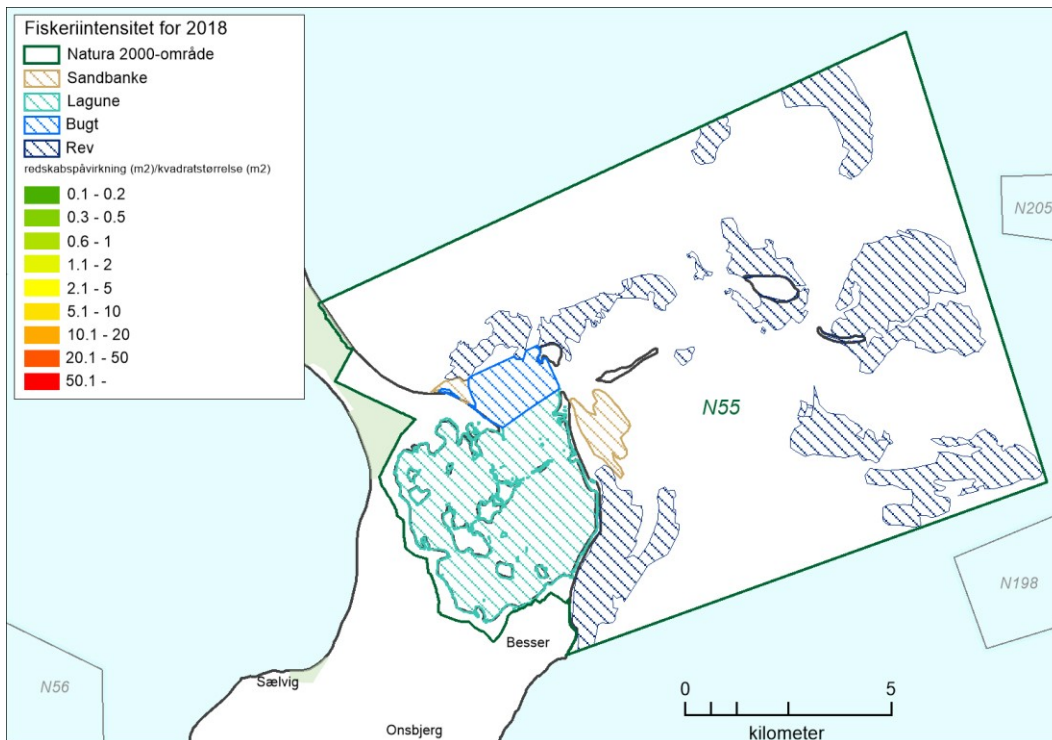 Fiskeriintensitet for 2018
Natura 2000-område
Sandbanke
Lagune
Bugt
Rev
redskabspåvirkning (m2)/kvadratstørrelse (m2)
0.1 - 0.2
0.3 - 0.5
0.6 - 1
1.1 - 2
2.1 - 5
5.1 - 10
10.1 - 20
20.1 - 50
50.1 -
N205
N55
N198
Besser
N56
Sælvig
Onsbjerg
0 5
kilometer